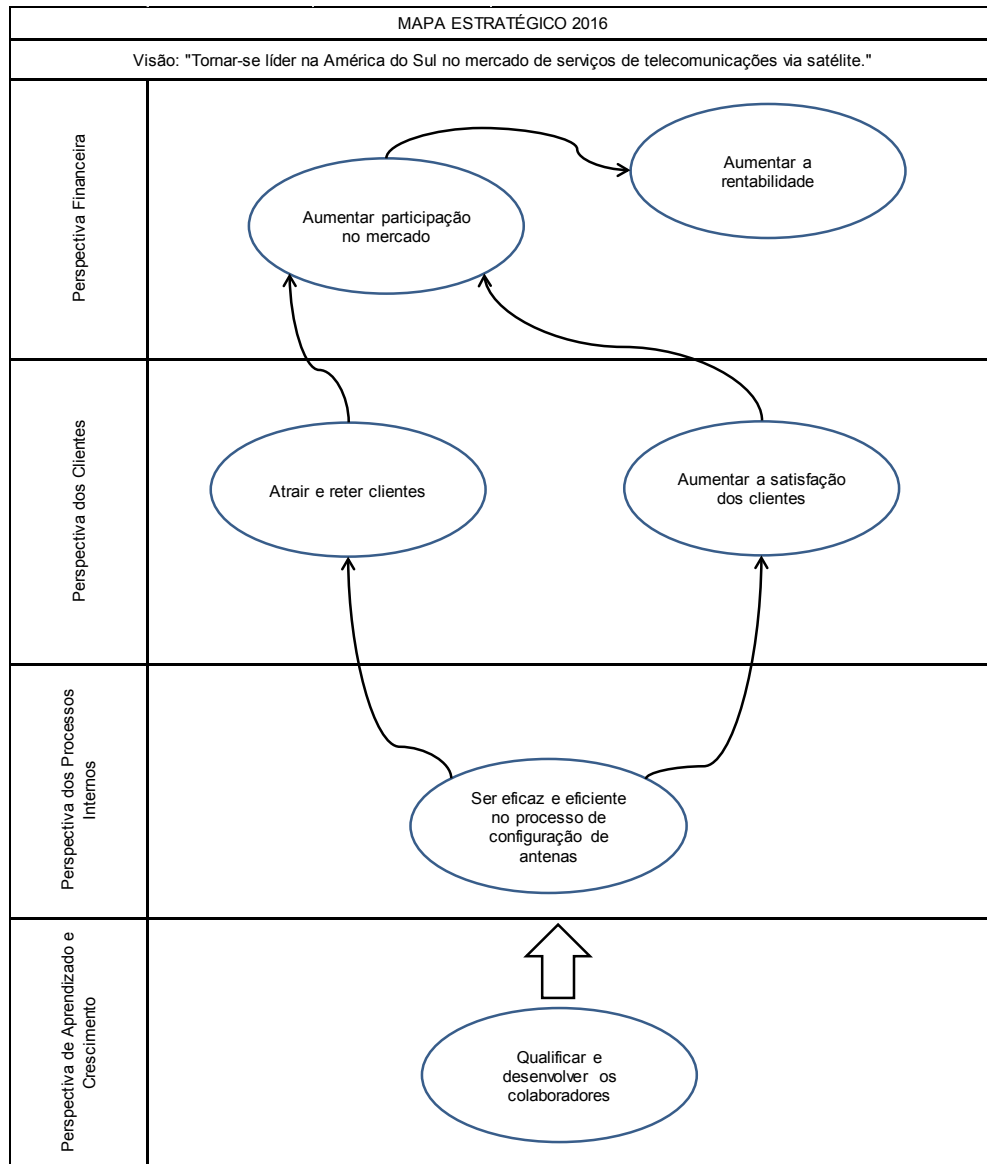 MAPA ESTRATÉGICO 2016
Visão: "Tornar-se líder na América do Sul no mercado de serviços de telecomunicações via satélite."
Perspectiva Financeira
Aumentar participação
no mercado
Aumentar a
rentabilidade
Perspectiva dos Clientes
Atrair e reter clientes
Aumentar a satisfação
dos clientes
Perspectiva dos Processos
Internos
Ser eficaz e eficiente
no processo de
configuração de
antenas
Perspectiva de Aprendizado e
Crescimento
Qualificar e
desenvolver os
colaboradores